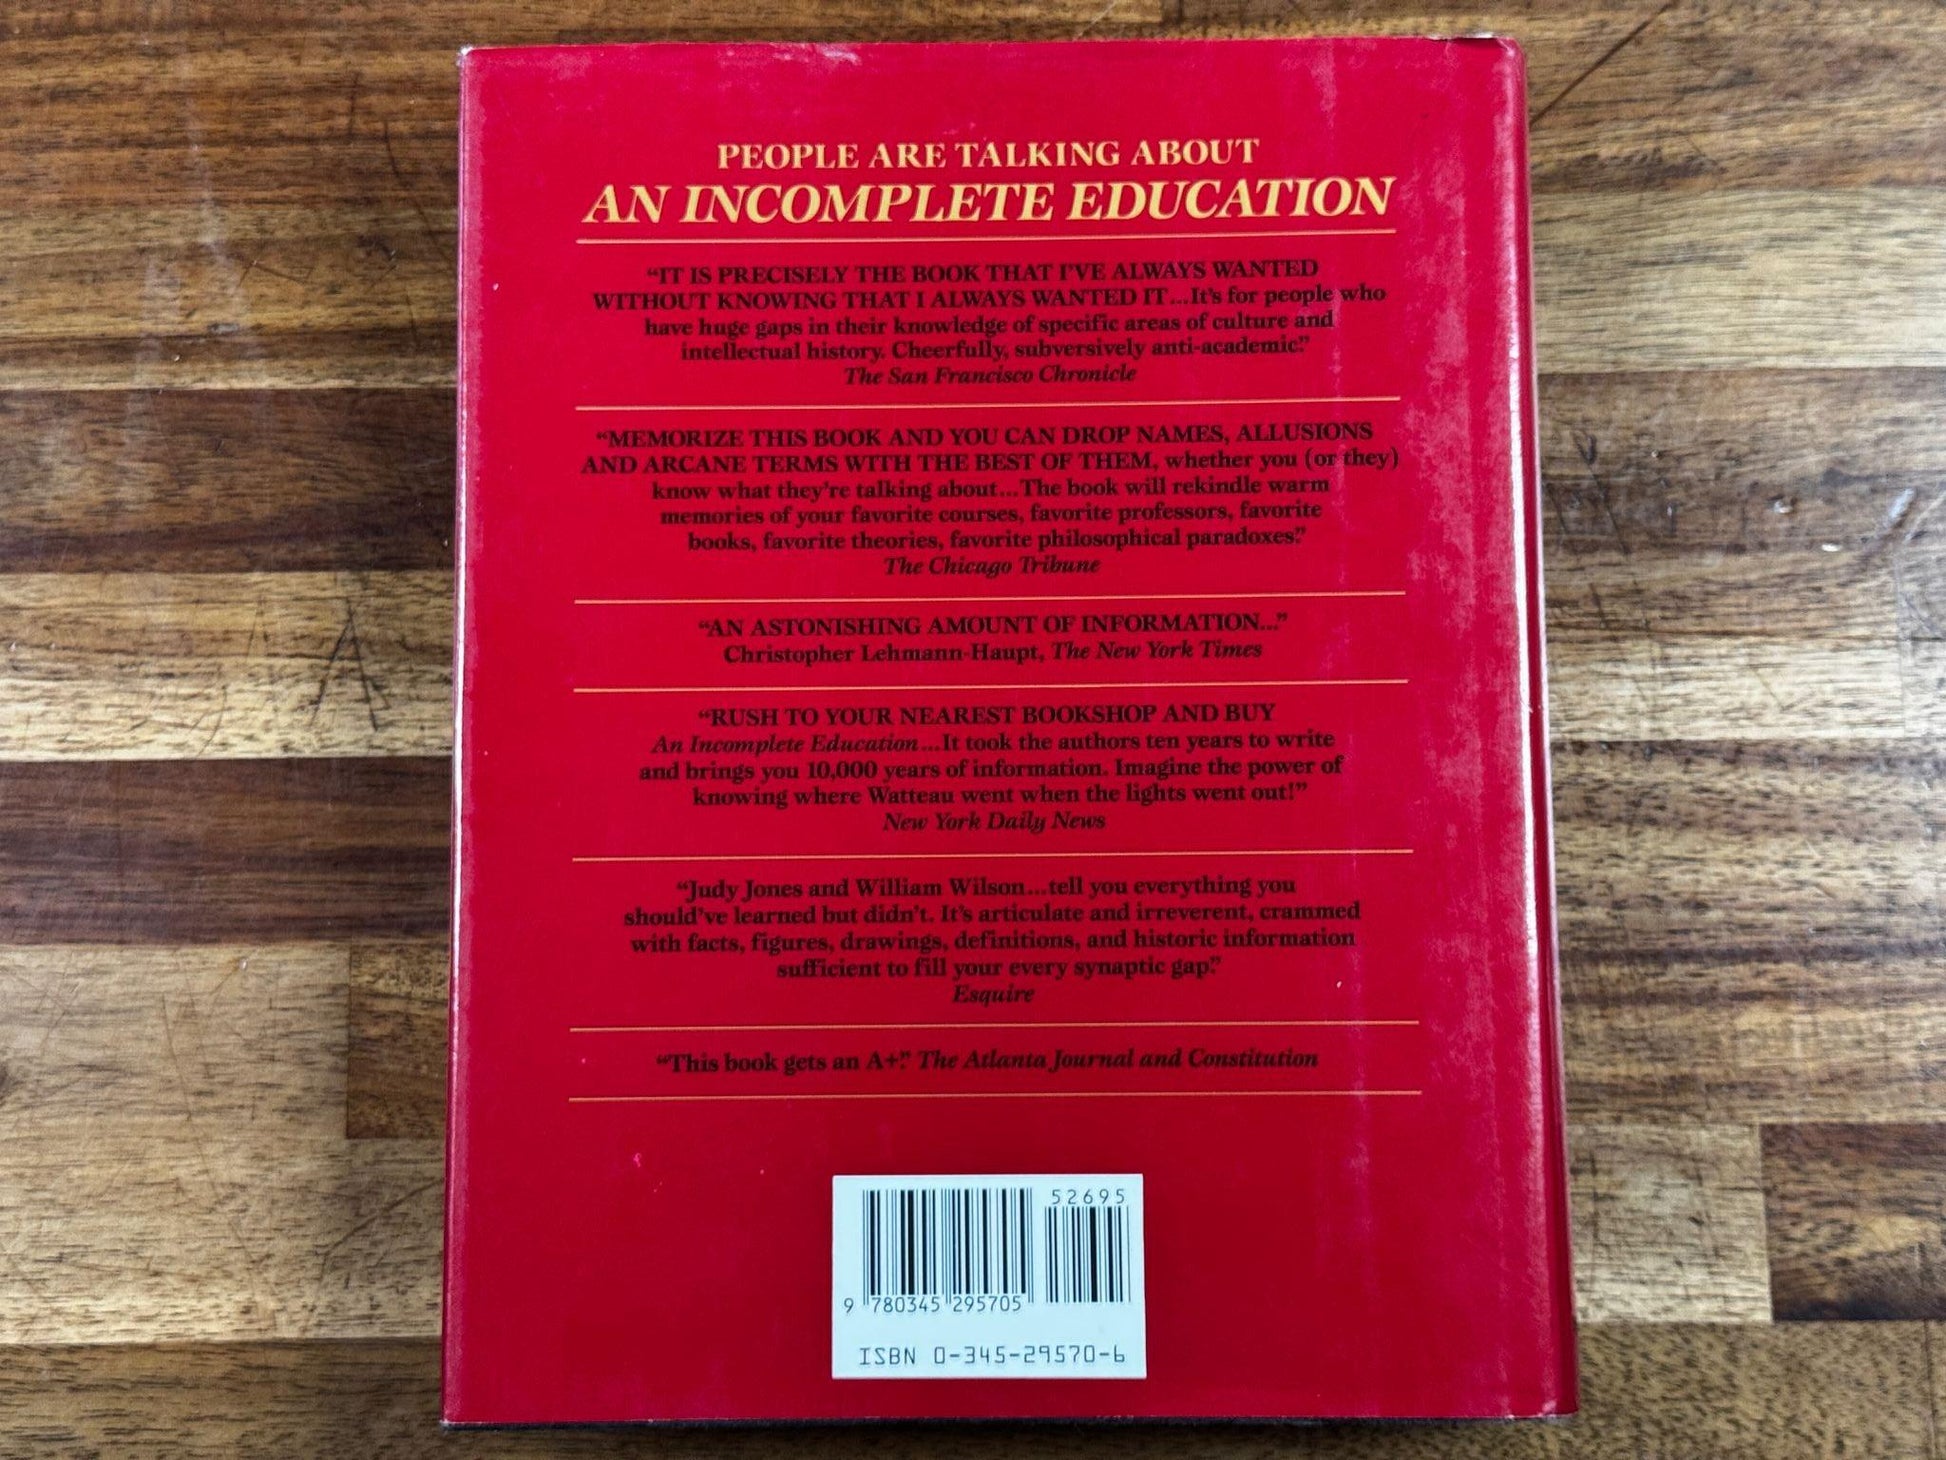 PEOPLE ARE TALKING ABOUT
AN INCOMPLETE EDUCATION
“IT IS PRECISELY THE BOOK THAT I’VE ALWAYS WANTED
WITHOUT KNOWING THAT I ALWAYS WANTED IT...It’s for people who
have huge gaps in their knowledge of specific areas of culture and
intellectual history. Cheerfully, subversively anti-academic.”
The San Francisco Chronicle
“MEMORIZE THIS BOOK AND YOU CAN DROP NAMES, ALLUSIONS
AND ARCANE TERMS WITH THE BEST OF THEM, whether you (or they)
know what they’re talking about...The book will rekindle warm
memories of your favorite courses, favorite professors, favorite
books, favorite theories, favorite philosophical paradoxes.”
The Chicago Tribune
“AN ASTONISHING AMOUNT OF INFORMATION...”
Christopher Lehmann-Haupt, The New York Times
“RUSH TO YOUR NEAREST BOOKSHOP AND BUY
An Incomplete Education...It took the authors ten years to write
and brings you 10,000 years of information. Imagine the power of
knowing where Watteau went when the lights went out!”
New York Daily News
“Judy Jones and William Wilson...tell you everything you
should’ve learned but didn’t. It’s articulate and irreverent, crammed
with facts, figures, drawings, definitions, and historic information
sufficient to fill your every synaptic gap.”
Esquire
“This book gets an A+.” The Atlanta Journal and Constitution
52695
9 780345 295705
ISBN 0-345-29570-6